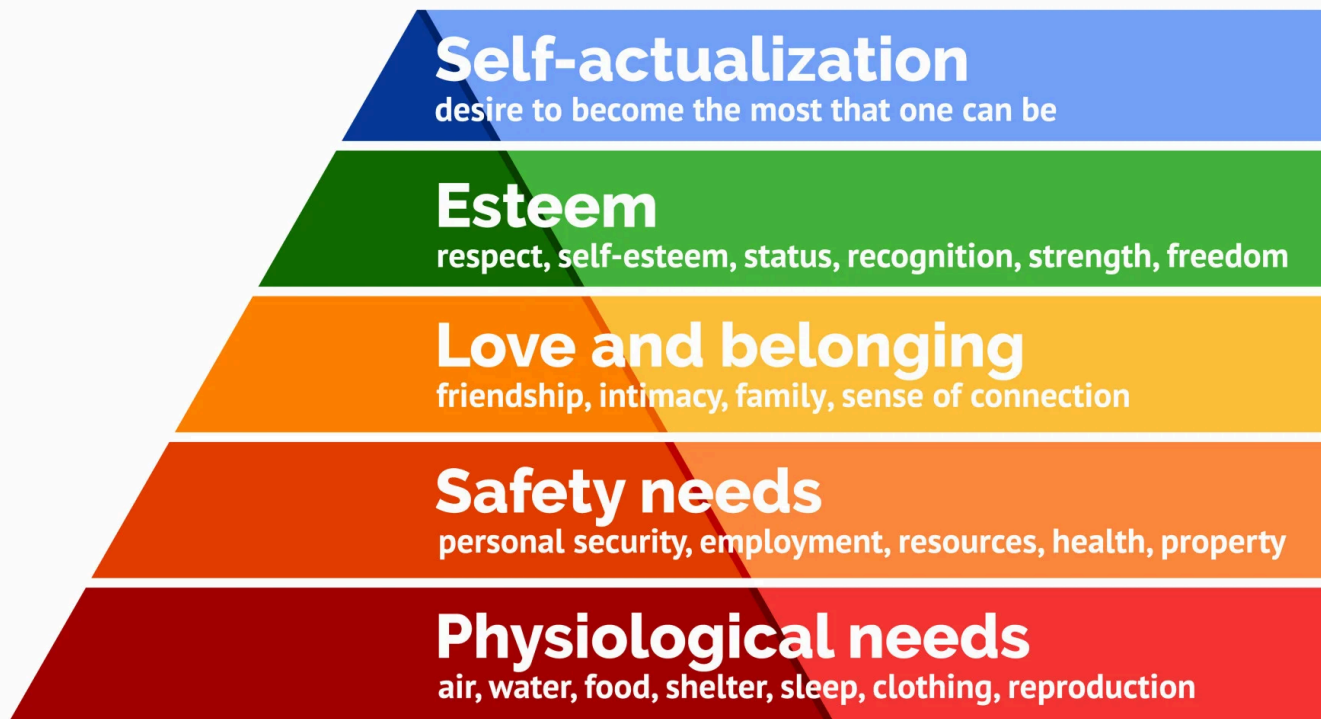 Self-actualization
desire to become the most that one can be
Esteem
respect, self-esteem, status, recognition, strength, freedom
Love and belonging
friendship, intimacy, family, sense of connection
Safety needs
personal security, employment, resources, health, property
Physiological needs
air, water, food, shelter, sleep, clothing, reproduction